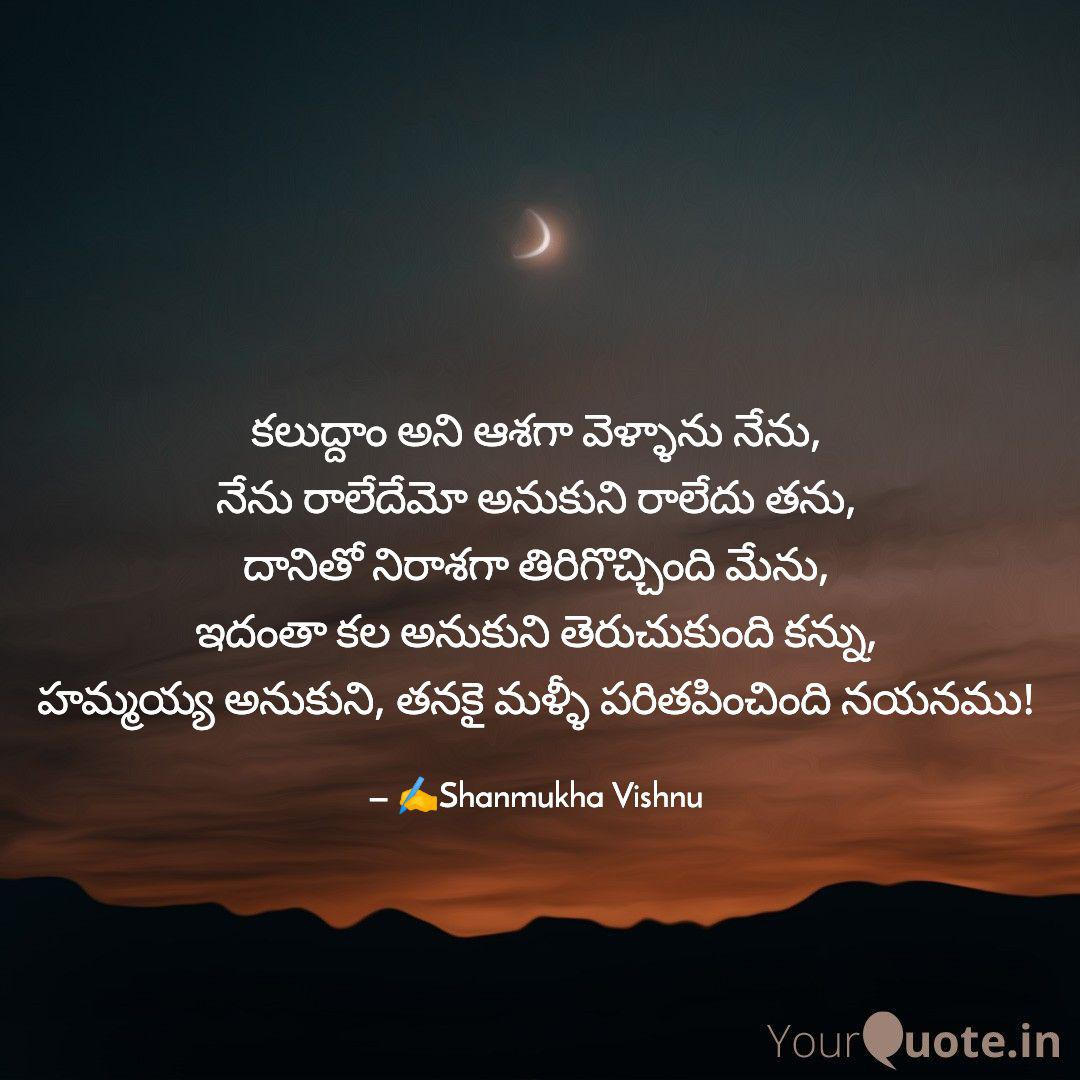 కలుద్దాం అని ఆశగా వెళ్ళాను నేను,
నేను రాలేదేమో అనుకుని రాలేదు తను,
దానితో నిరాశగా తిరిగొచ్చింది మేను,
ఇదంతా కల అనుకుని తెరుచుకుంది కన్ను,
హమ్మయ్య అనుకుని, తనకై మళ్ళీ పరితపించింది నయనము!
– ✍️Shanmukha Vishnu
YourQuote.in